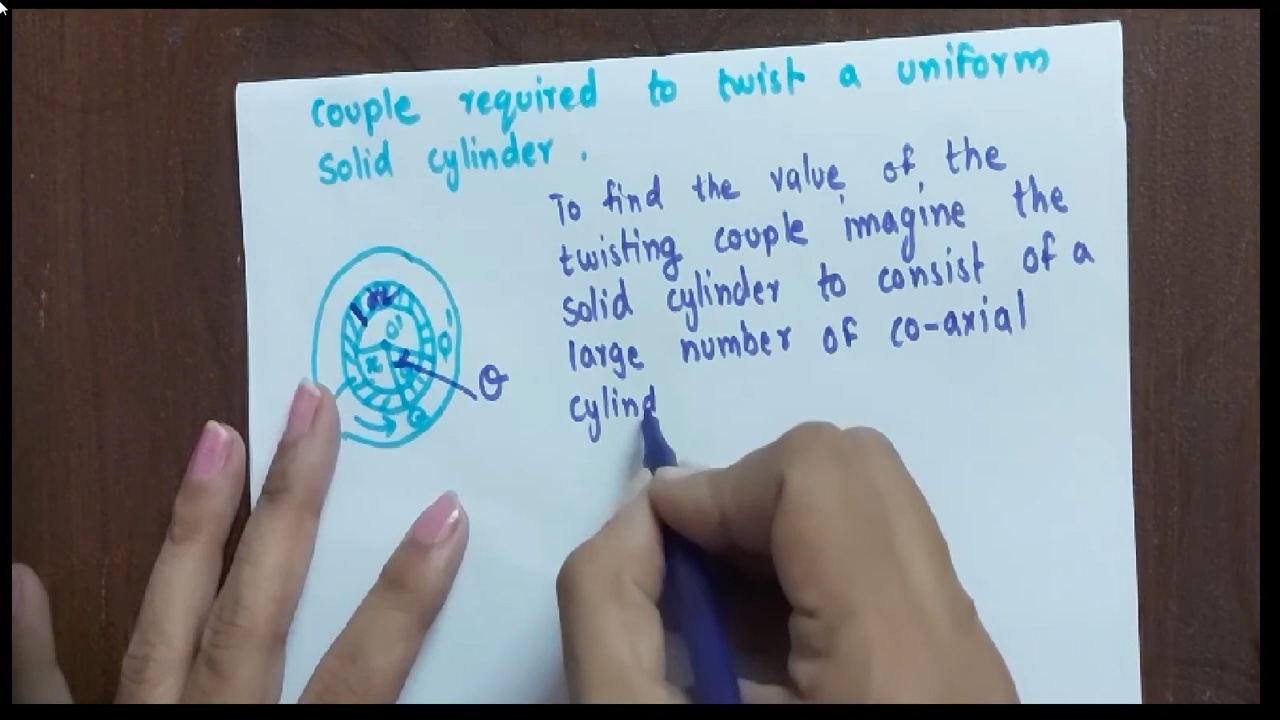 Couple required to twist a uniform
Solid cylinder.
To find the value of the
twisting couple imagine the
solid cylinder to consist of a
large number of co-axial
cylind
dx
O'
x
θ